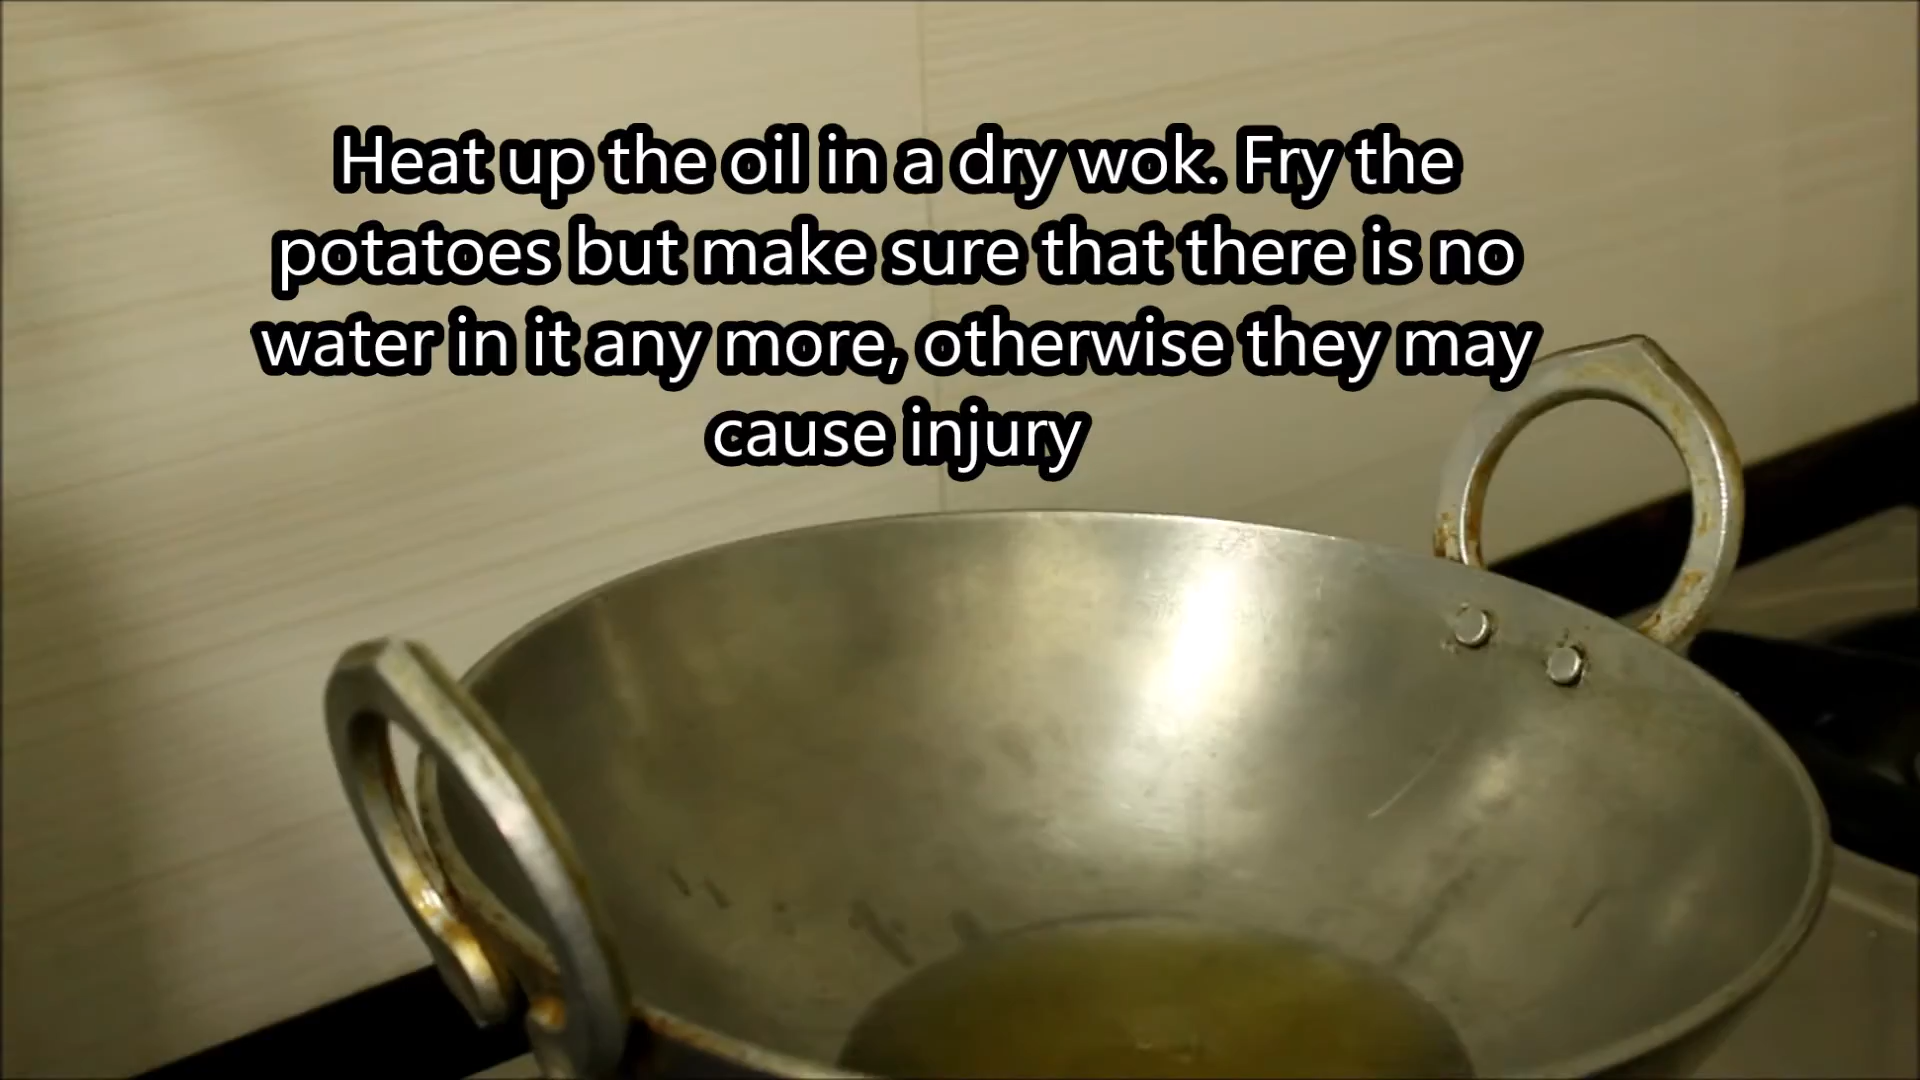 Heat up the oil in a dry wok. Fry the
potatoes but make sure that there is no
water in it any more, otherwise they may
cause injury